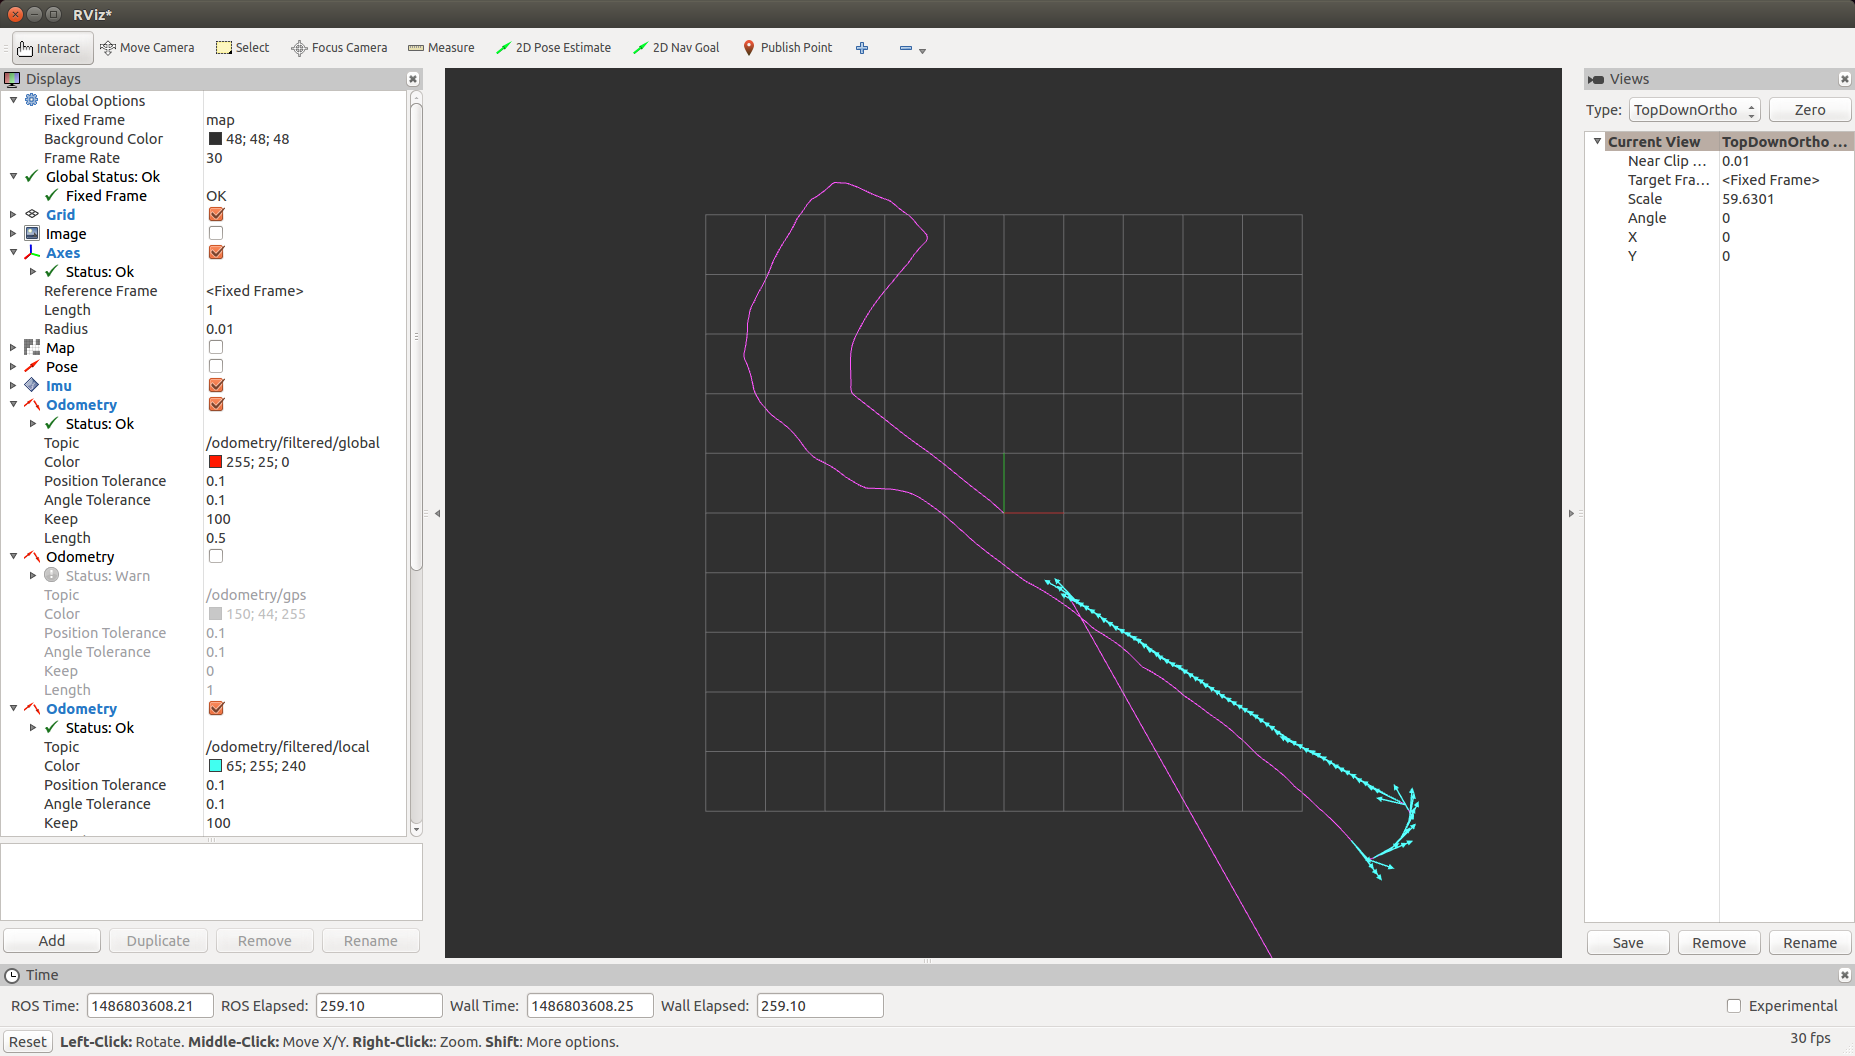 RViz*
Interact Move Camera Select Focus Camera Measure 2D Pose Estimate 2D Nav Goal Publish Point
Displays
Global Options
Fixed Frame map
Background Color 48; 48; 48
Frame Rate 30
Global Status: Ok
Fixed Frame OK
Grid
Image
Axes
Status: Ok
Reference Frame <Fixed Frame>
Length 1
Radius 0.01
Map
Pose
Imu
Odometry
Status: Ok
Topic /odometry/filtered/global
Color 255; 25; 0
Position Tolerance 0.1
Angle Tolerance 0.1
Keep 100
Length 0.5
Odometry
Status: Warn
Topic /odometry/gps
Color 150; 44; 255
Position Tolerance 0.1
Angle Tolerance 0.1
Keep 0
Length 1
Odometry
Status: Ok
Topic /odometry/filtered/local
Color 65; 255; 240
Position Tolerance 0.1
Angle Tolerance 0.1
Keep 100
Add Duplicate Remove Rename
Views
Type: TopDownOrtho Zero
Current View TopDownOrtho ...
Near Clip ... 0.01
Target Fra... <Fixed Frame>
Scale 59.6301
Angle 0
X 0
Y 0
Save Remove Rename
Time
ROS Time: 1486803608.21 ROS Elapsed: 259.10 Wall Time: 1486803608.25 Wall Elapsed: 259.10 Experimental
Reset Left-Click: Rotate. Middle-Click: Move X/Y. Right-Click:: Zoom. Shift: More options. 30 fps